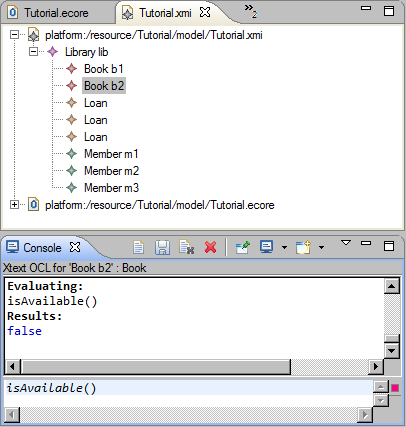 Tutorial.ecore
Tutorial.xmi
2
platform:/resource/Tutorial/model/Tutorial.xmi
Library lib
Book b1
Book b2
Loan
Loan
Loan
Member m1
Member m2
Member m3
platform:/resource/Tutorial/model/Tutorial.ecore
Console
Xtext OCL for 'Book b2' : Book
Evaluating:
isAvailable()
Results:
false
isAvailable()